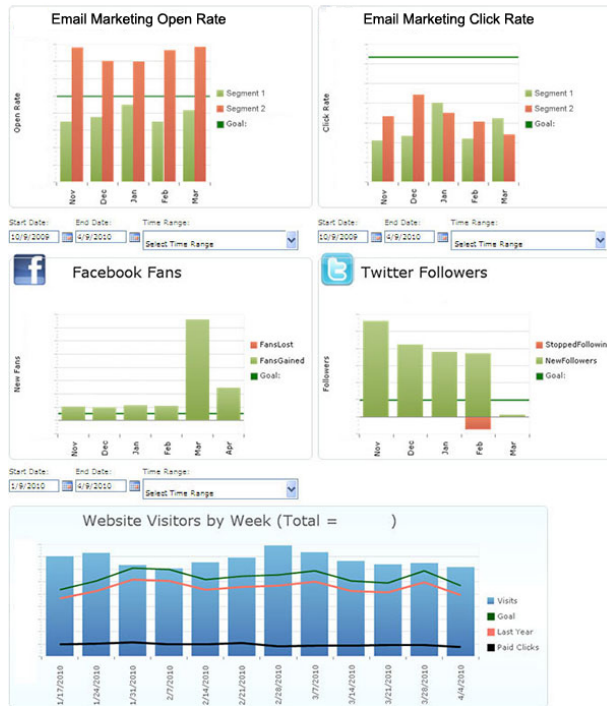 Email Marketing Open Rate
Open Rate
Segment 1
Segment 2
Goal:
Nov Dec Jan Feb Mar
Email Marketing Click Rate
Click Rate
Segment 1
Segment 2
Goal:
Nov Dec Jan Feb Mar
Start Date: End Date: Time Range:
10/9/2009 4/9/2010 Select Time Range
Start Date: End Date: Time Range:
10/9/2009 4/9/2010 Select Time Range
f Facebook Fans
New Fans
FansLost
FansGained
Goal:
Nov Dec Jan Feb Mar Apr
t Twitter Followers
Followers
StoppedFollowin
NewFollowers
Goal:
Nov Dec Jan Feb Mar
Start Date: End Date: Time Range:
1/9/2010 4/9/2010 Select Time Range
Website Visitors by Week (Total = )
Visits
Goal
Last Year
Paid Clicks
1/17/2010 1/24/2010 1/31/2010 2/7/2010 2/14/2010 2/21/2010 2/28/2010 3/7/2010 3/14/2010 3/21/2010 3/28/2010 4/4/2010